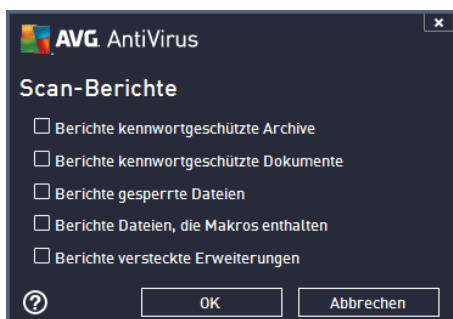 AVG. AntiVirus
Scan-Berichte
Berichte kennwortgeschützte Archive
Berichte kennwortgeschützte Dokumente
Berichte gesperrte Dateien
Berichte Dateien, die Makros enthalten
Berichte versteckte Erweiterungen
? OK Abbrechen